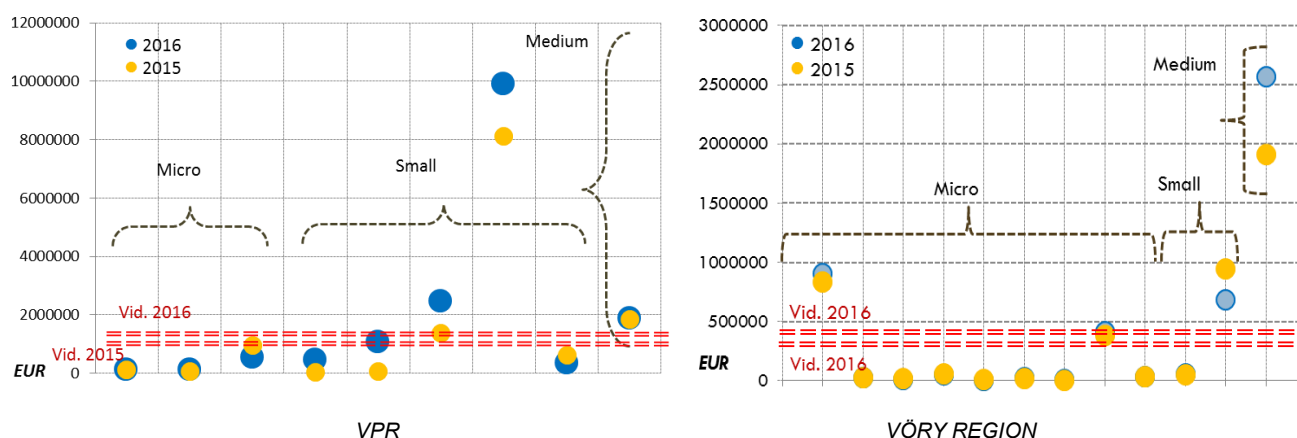 12000000
2016
2015
Medium
10000000
8000000
Micro
Small
6000000
4000000
2000000
Vid. 2016
Vid. 2015
EUR
0
VPR
3000000
2016
2015
Medium
2500000
2000000
Micro
Small
1500000
1000000
Vid. 2016
500000
EUR
Vid. 2016
0
VÖRY REGION